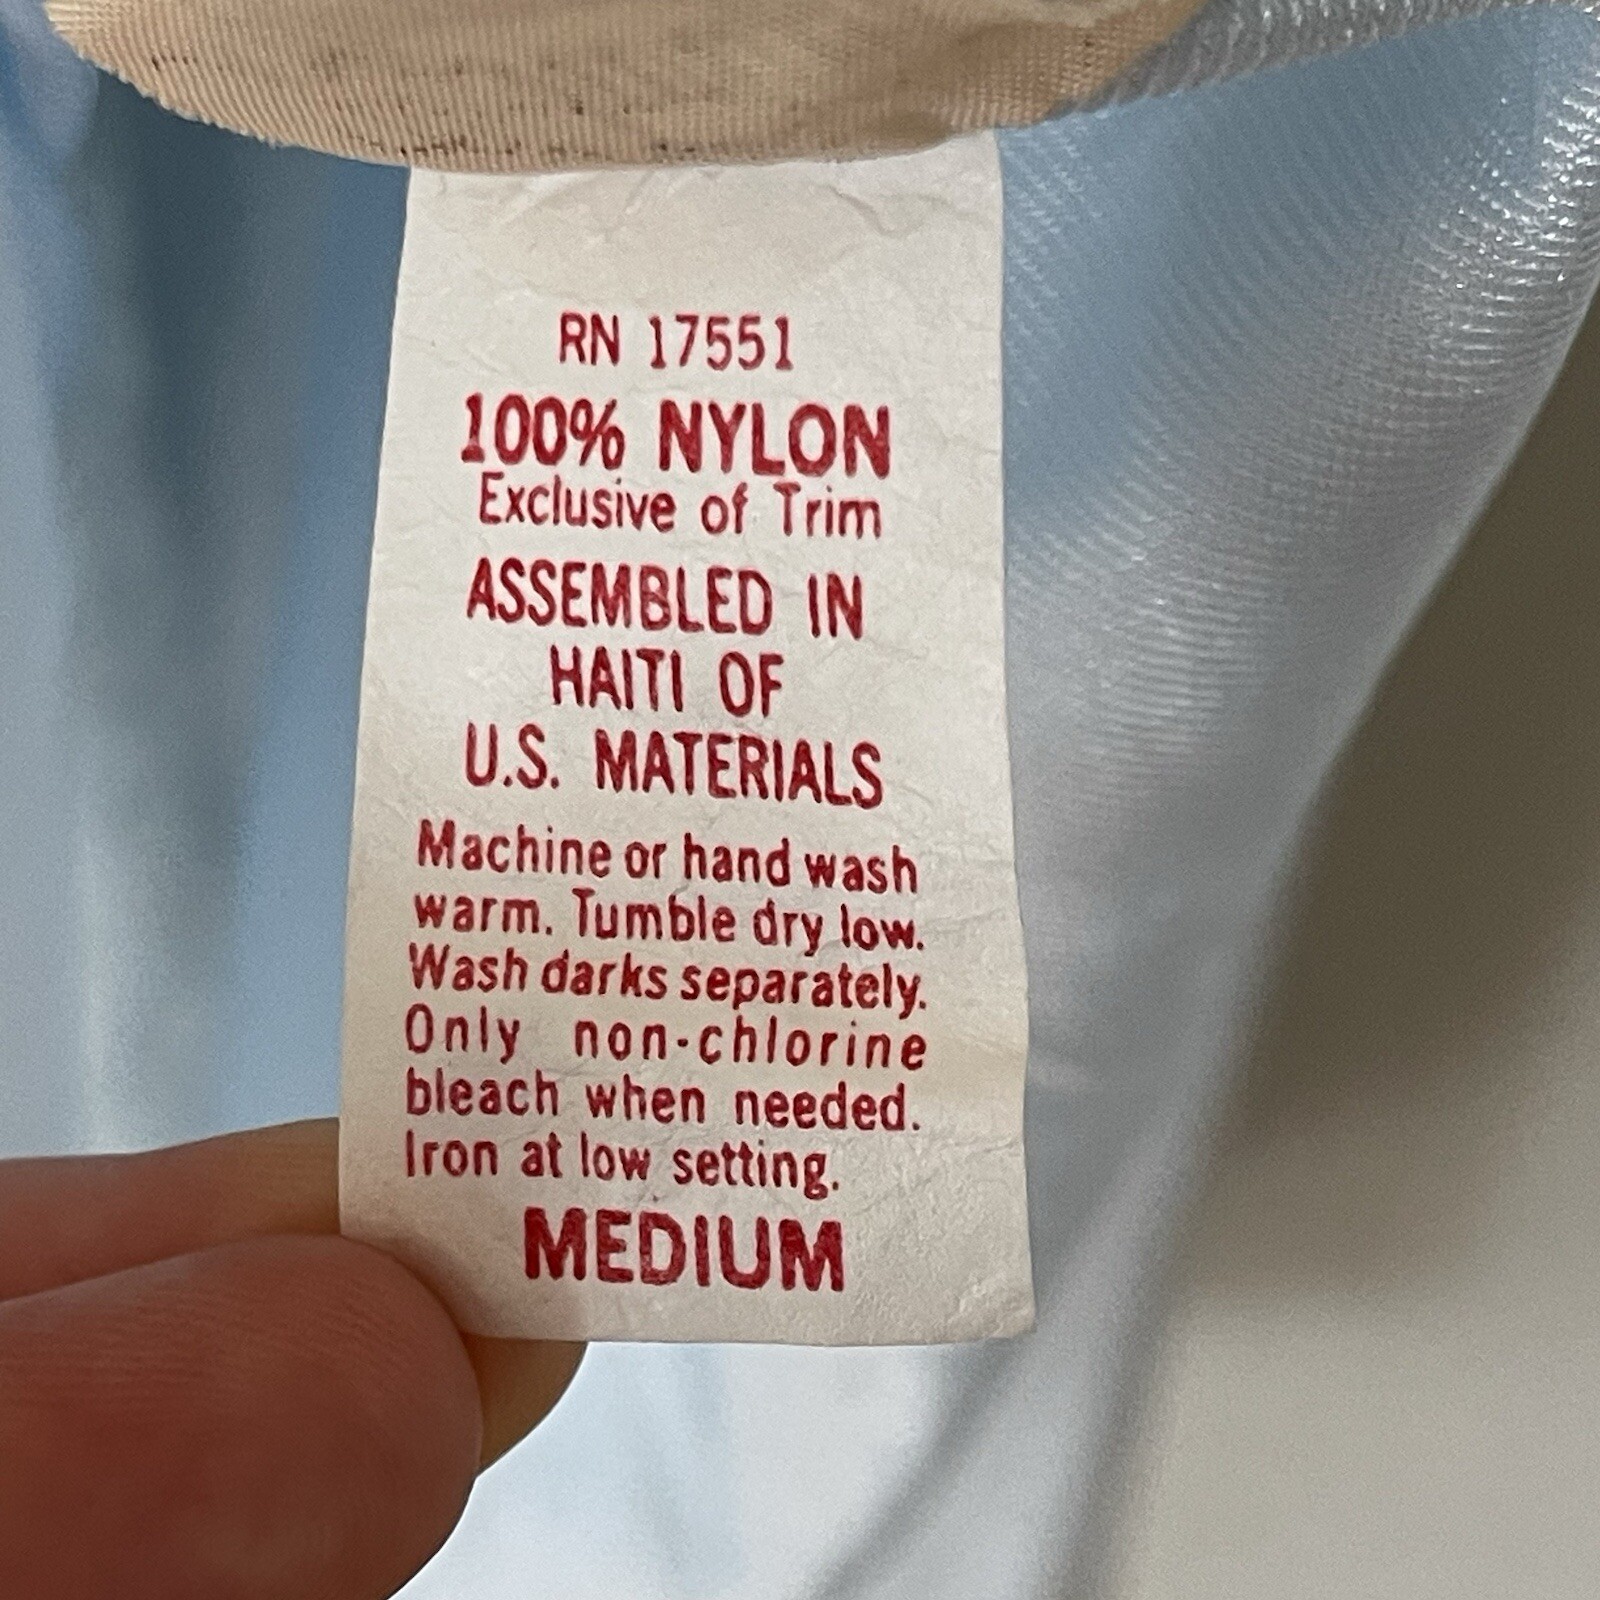 RN 17551
100% NYLON
Exclusive of Trim
ASSEMBLED IN
HAITI OF
U.S. MATERIALS
Machine or hand wash
warm. Tumble dry low.
Wash darks separately.
Only non-chlorine
bleach when needed.
Iron at low setting.
MEDIUM